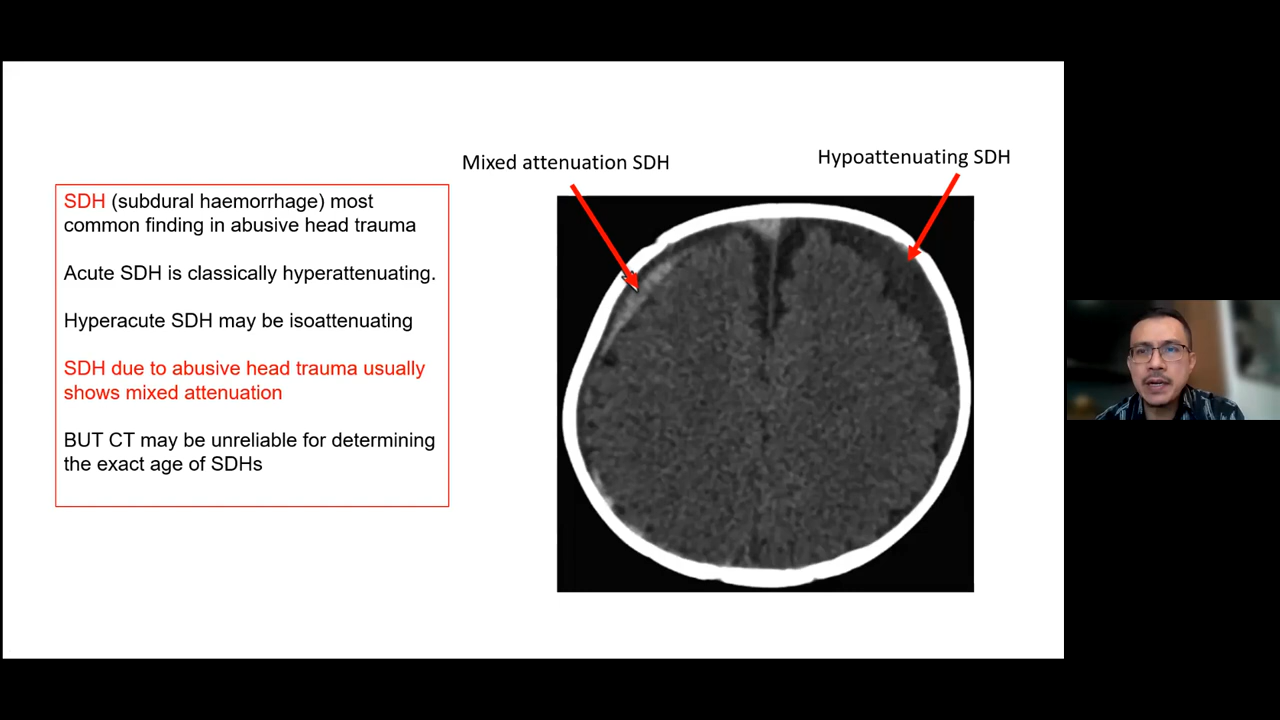 Mixed attenuation SDH
Hypoattenuating SDH
SDH (subdural haemorrhage) most
common finding in abusive head trauma
Acute SDH is classically hyperattenuating.
Hyperacute SDH may be isoattenuating
SDH due to abusive head trauma usually
shows mixed attenuation
BUT CT may be unreliable for determining
the exact age of SDHs